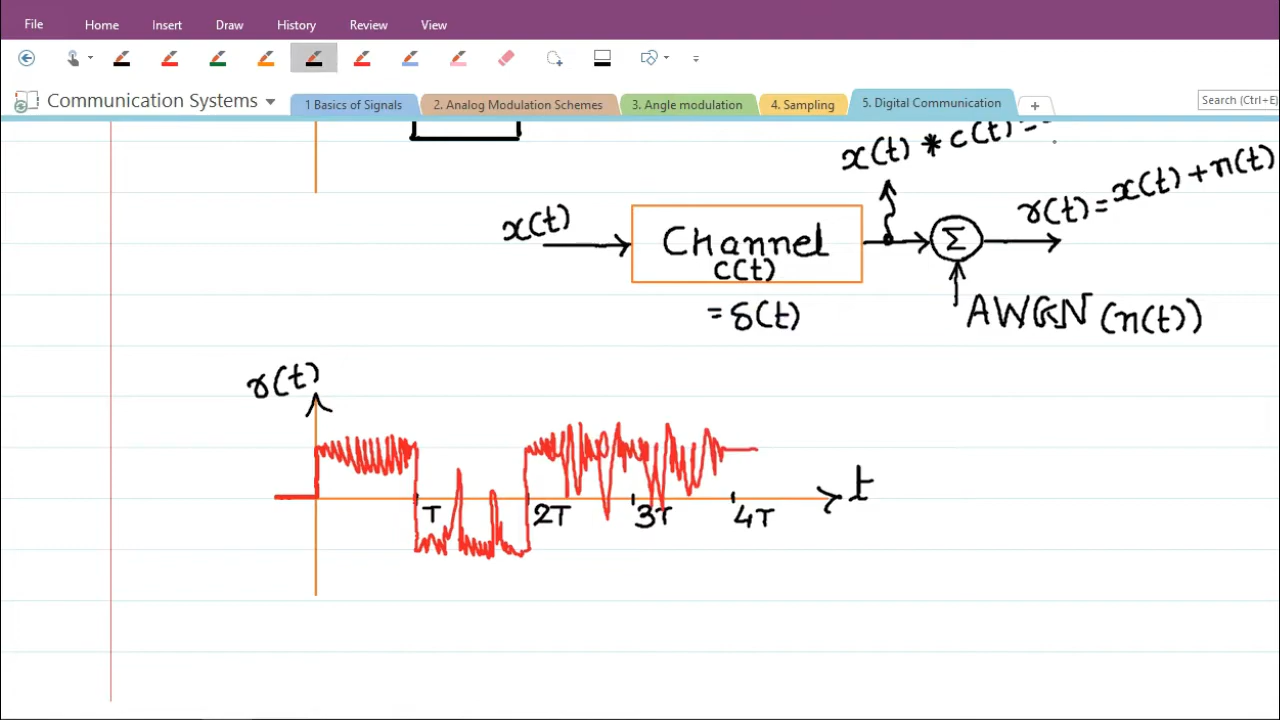 File Home Insert Draw History Review View
Communication Systems 1 Basics of Signals 2. Analog Modulation Schemes 3. Angle modulation 4. Sampling 5. Digital Communication + Search (Ctrl+E)
x(t) * c(t) =
x(t) Channel Σ r(t) = x(t) + n(t)
c(t)
= δ(t) AWGN (n(t))
r(t)
t
T 2T 3T 4T